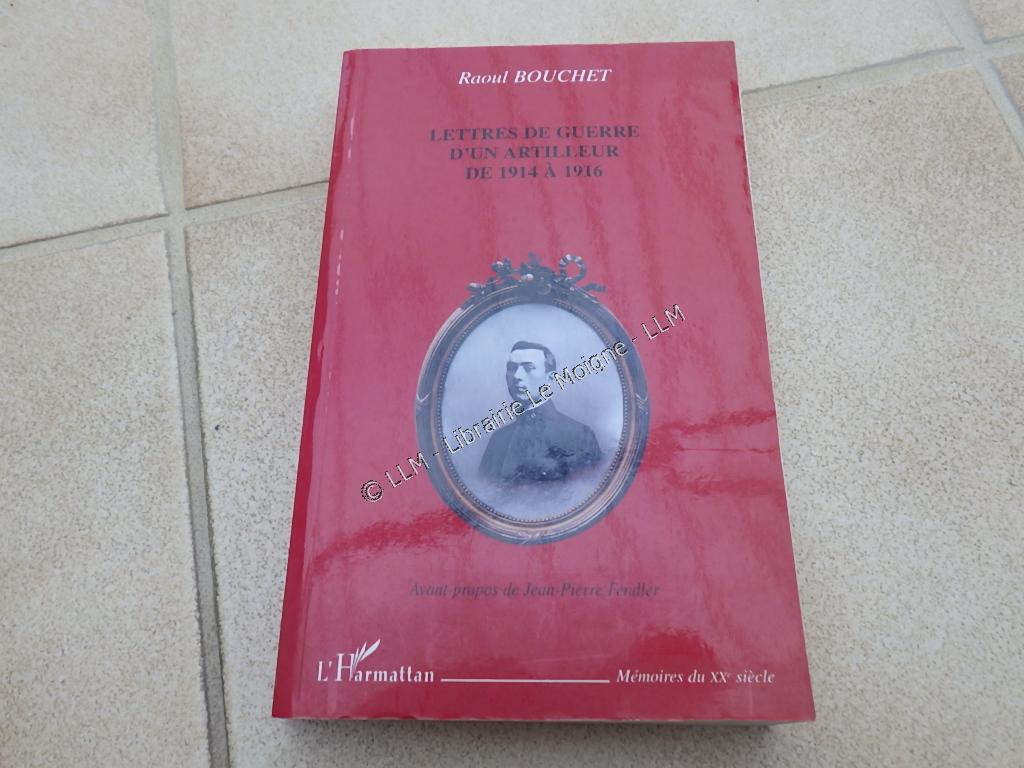 Raoul BOUCHET
LETTRES DE GUERRE
D'UN ARTILLEUR
DE 1914 À 1916
© LLM - Librairie Le Moigne - LLM
Avant-propos de Jean-Pierre Fendler
L'Harmattan
Mémoires du XXe siècle